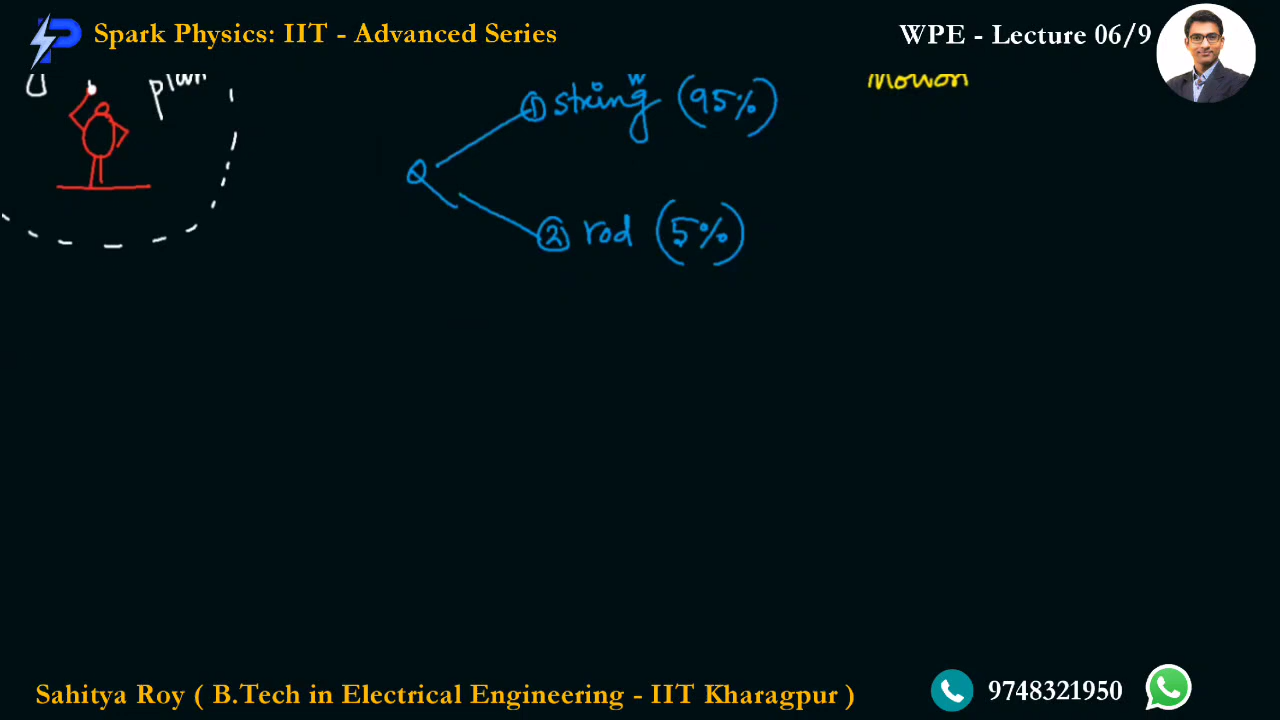 Spark Physics: IIT - Advanced Series
WPE - Lecture 06/9
plan
Motion
① string (95%)
Q
② rod (5%)
Sahitya Roy ( B.Tech in Electrical Engineering - IIT Kharagpur )
9748321950